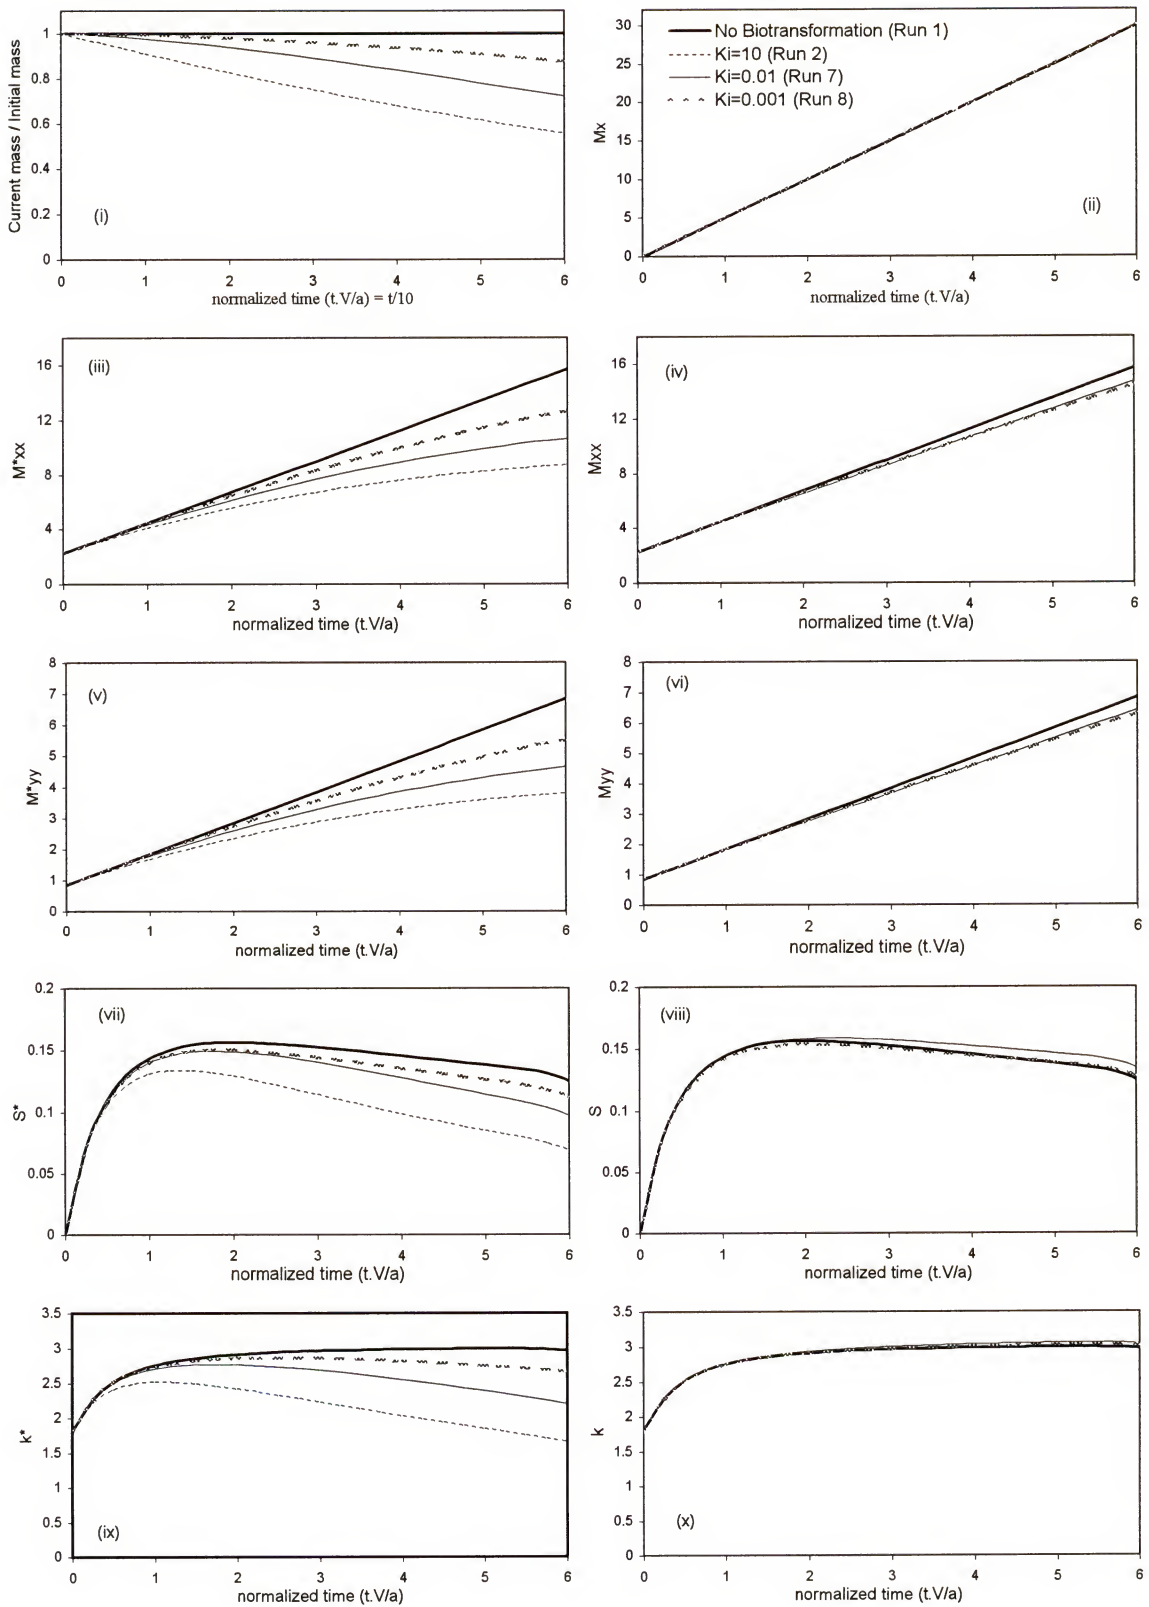 Current mass / Initial mass
1
0.8
0.6
0.4
0.2
0
(i)
0 1 2 3 4 5 6
normalized time (t.V/a) = t/10
Mx
30
25
20
15
10
5
0
No Biotransformation (Run 1)
Ki=10 (Run 2)
Ki=0.01 (Run 7)
Ki=0.001 (Run 8)
(ii)
0 1 2 3 4 5 6
normalized time (t.V/a)
M*xx
16
12
8
4
0
(iii)
0 1 2 3 4 5 6
normalized time (t.V/a)
Mxx
16
12
8
4
0
(iv)
0 1 2 3 4 5 6
normalized time (t.V/a)
M*yy
8
7
6
5
4
3
2
1
0
(v)
0 1 2 3 4 5 6
normalized time (t.V/a)
Myy
8
7
6
5
4
3
2
1
0
(vi)
0 1 2 3 4 5 6
normalized time (t.V/a)
S*
0.2
0.15
0.1
0.05
0
(vii)
0 1 2 3 4 5 6
normalized time (t.V/a)
S
0.2
0.15
0.1
0.05
0
(viii)
0 1 2 3 4 5 6
normalized time (t.V/a)
k*
3.5
3
2.5
2
1.5
1
0.5
0
(ix)
0 1 2 3 4 5 6
normalized time (t.V/a)
k
3.5
3
2.5
2
1.5
1
0.5
0
(x)
0 1 2 3 4 5 6
normalized time (t.V/a)